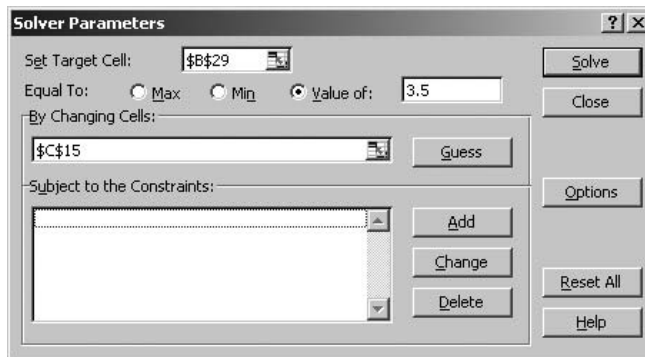 Solver Parameters ? ×
Set Target Cell: $B$29 Solve
Equal To: Max Min Value of: 3.5 Close
By Changing Cells:
$C$15 Guess
Subject to the Constraints: Options
Add
Change
Reset All
Delete
Help